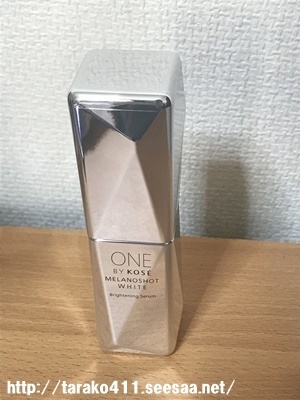 ONE
BY KOSÉ
MELANOSHOT
WHITE
Brightening Serum
http://tarako411.seesaa.net/